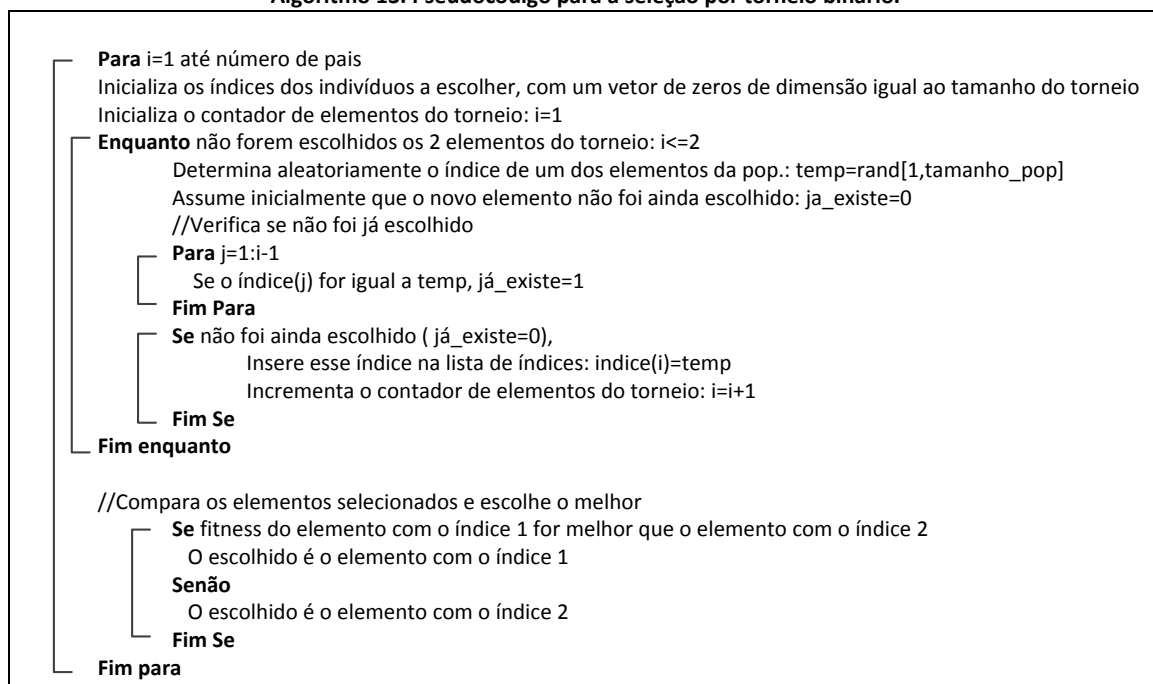 Algoritmo 13. Pseudocódigo para a seleção por torneio binário.
Para i=1 até número de pais
Inicializa os índices dos indivíduos a escolher, com um vetor de zeros de dimensão igual ao tamanho do torneio
Inicializa o contador de elementos do torneio: i=1
Enquanto não forem escolhidos os 2 elementos do torneio: i<=2
Determina aleatoriamente o índice de um dos elementos da pop.: temp=rand[1,tamanho_pop]
Assume inicialmente que o novo elemento não foi ainda escolhido: ja_existe=0
//Verifica se não foi já escolhido
Para j=1:i-1
Se o índice(j) for igual a temp, já_existe=1
Fim Para
Se não foi ainda escolhido ( já_existe=0),
Insere esse índice na lista de índices: indice(i)=temp
Incrementa o contador de elementos do torneio: i=i+1
Fim Se
Fim enquanto
//Compara os elementos selecionados e escolhe o melhor
Se fitness do elemento com o índice 1 for melhor que o elemento com o índice 2
O escolhido é o elemento com o índice 1
Senão
O escolhido é o elemento com o índice 2
Fim Se
Fim para